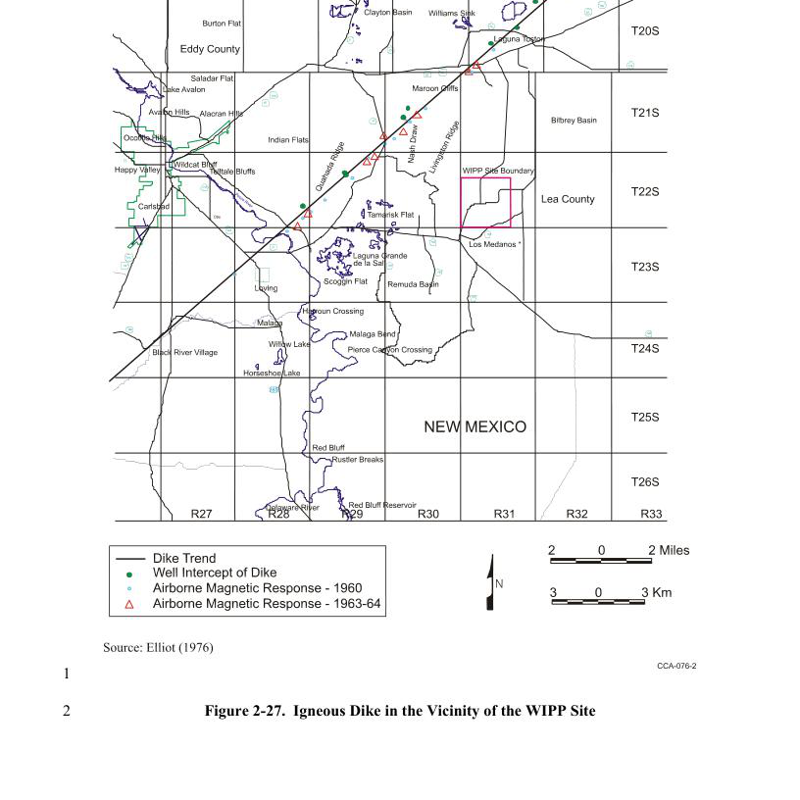 Clayton Basin
Williams Sink
Burton Flat
T20S
Laguna Toston
Eddy County
Saladar Flat
Lake Avalon
Maroon Cliffs
Avalon Hills
Alacran Hills
T21S
Bilbrey Basin
Occotillo Hills
Indian Flats
Nash Draw
Livingston Ridge
Quahada Ridge
Happy Valley
Wildcat Bluff
Telltale Bluffs
WIPP Site Boundary
T22S
Lea County
Carlsbad
Tamarisk Flat
Los Medanos
Laguna Grande
de la Sal
T23S
Scoggin Flat
Remuda Basin
Loving
Harroun Crossing
Malaga
Malaga Bend
Willow Lake
Black River Village
Pierce Canyon Crossing
T24S
Horseshoe Lake
NEW MEXICO
T25S
Red Bluff
Rustler Breaks
T26S
Delaware River
Red Bluff Reservoir
R27
R28
R29
R30
R31
R32
R33
Dike Trend
Well Intercept of Dike
Airborne Magnetic Response - 1960
Airborne Magnetic Response - 1963-64
N
2 0 2 Miles
3 0 3 Km
Source: Elliot (1976)
CCA-076-2
1
2 Figure 2-27. Igneous Dike in the Vicinity of the WIPP Site